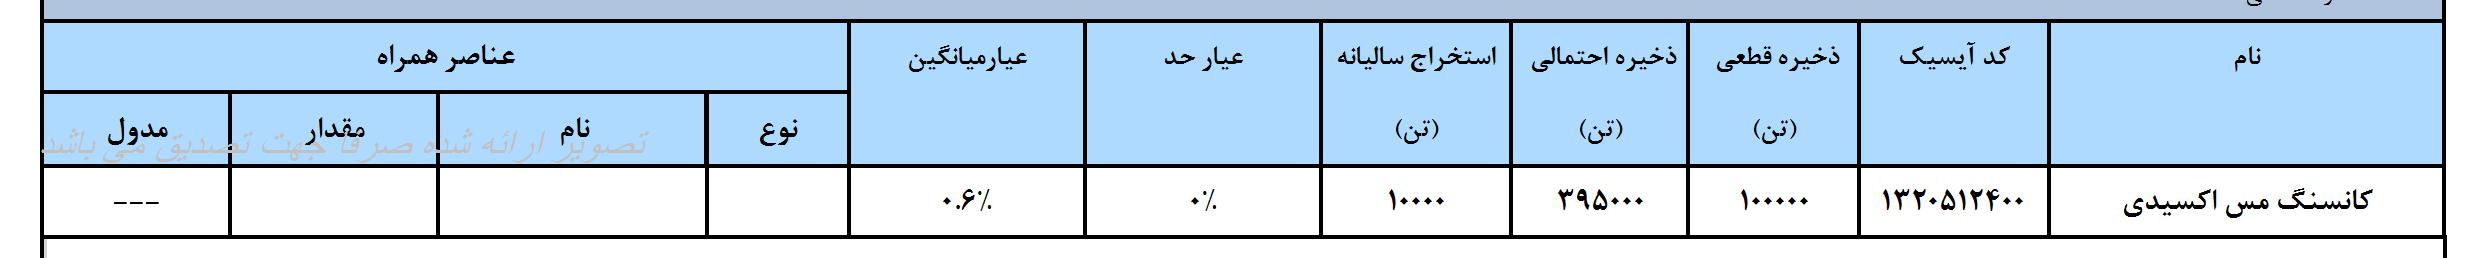 نام
کد آیسیک
ذخیره قطعی (تن)
ذخیره احتمالی (تن)
استخراج سالیانه (تن)
عیار حد
عیارمیانگین
عناصر همراه
نوع
نام
مقدار
مدول
تصویر ارائه شده صرفا جهت تصدیق می باشد
کانسنگ مس اکسیدی
۱۳۲۰۵۱۲۴۰۰
۱۰۰۰۰۰
۳۹۵۰۰۰
۱۰۰۰۰
۰٪
۰.۶٪
---